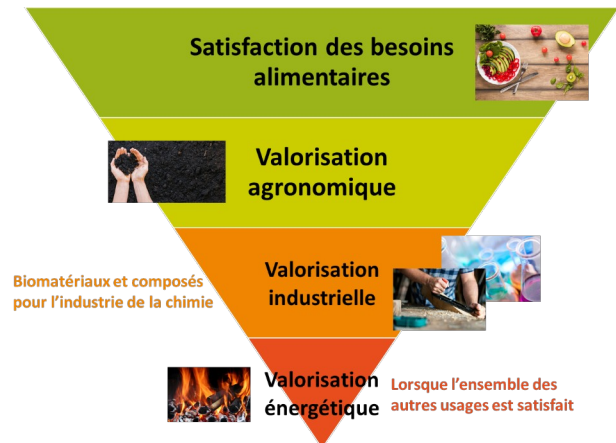 Satisfaction des besoins
alimentaires
Valorisation
agronomique
Biomatériaux et composés
pour l'industrie de la chimie
Valorisation
industrielle
Valorisation
énergétique
Lorsque l'ensemble des
autres usages est satisfait